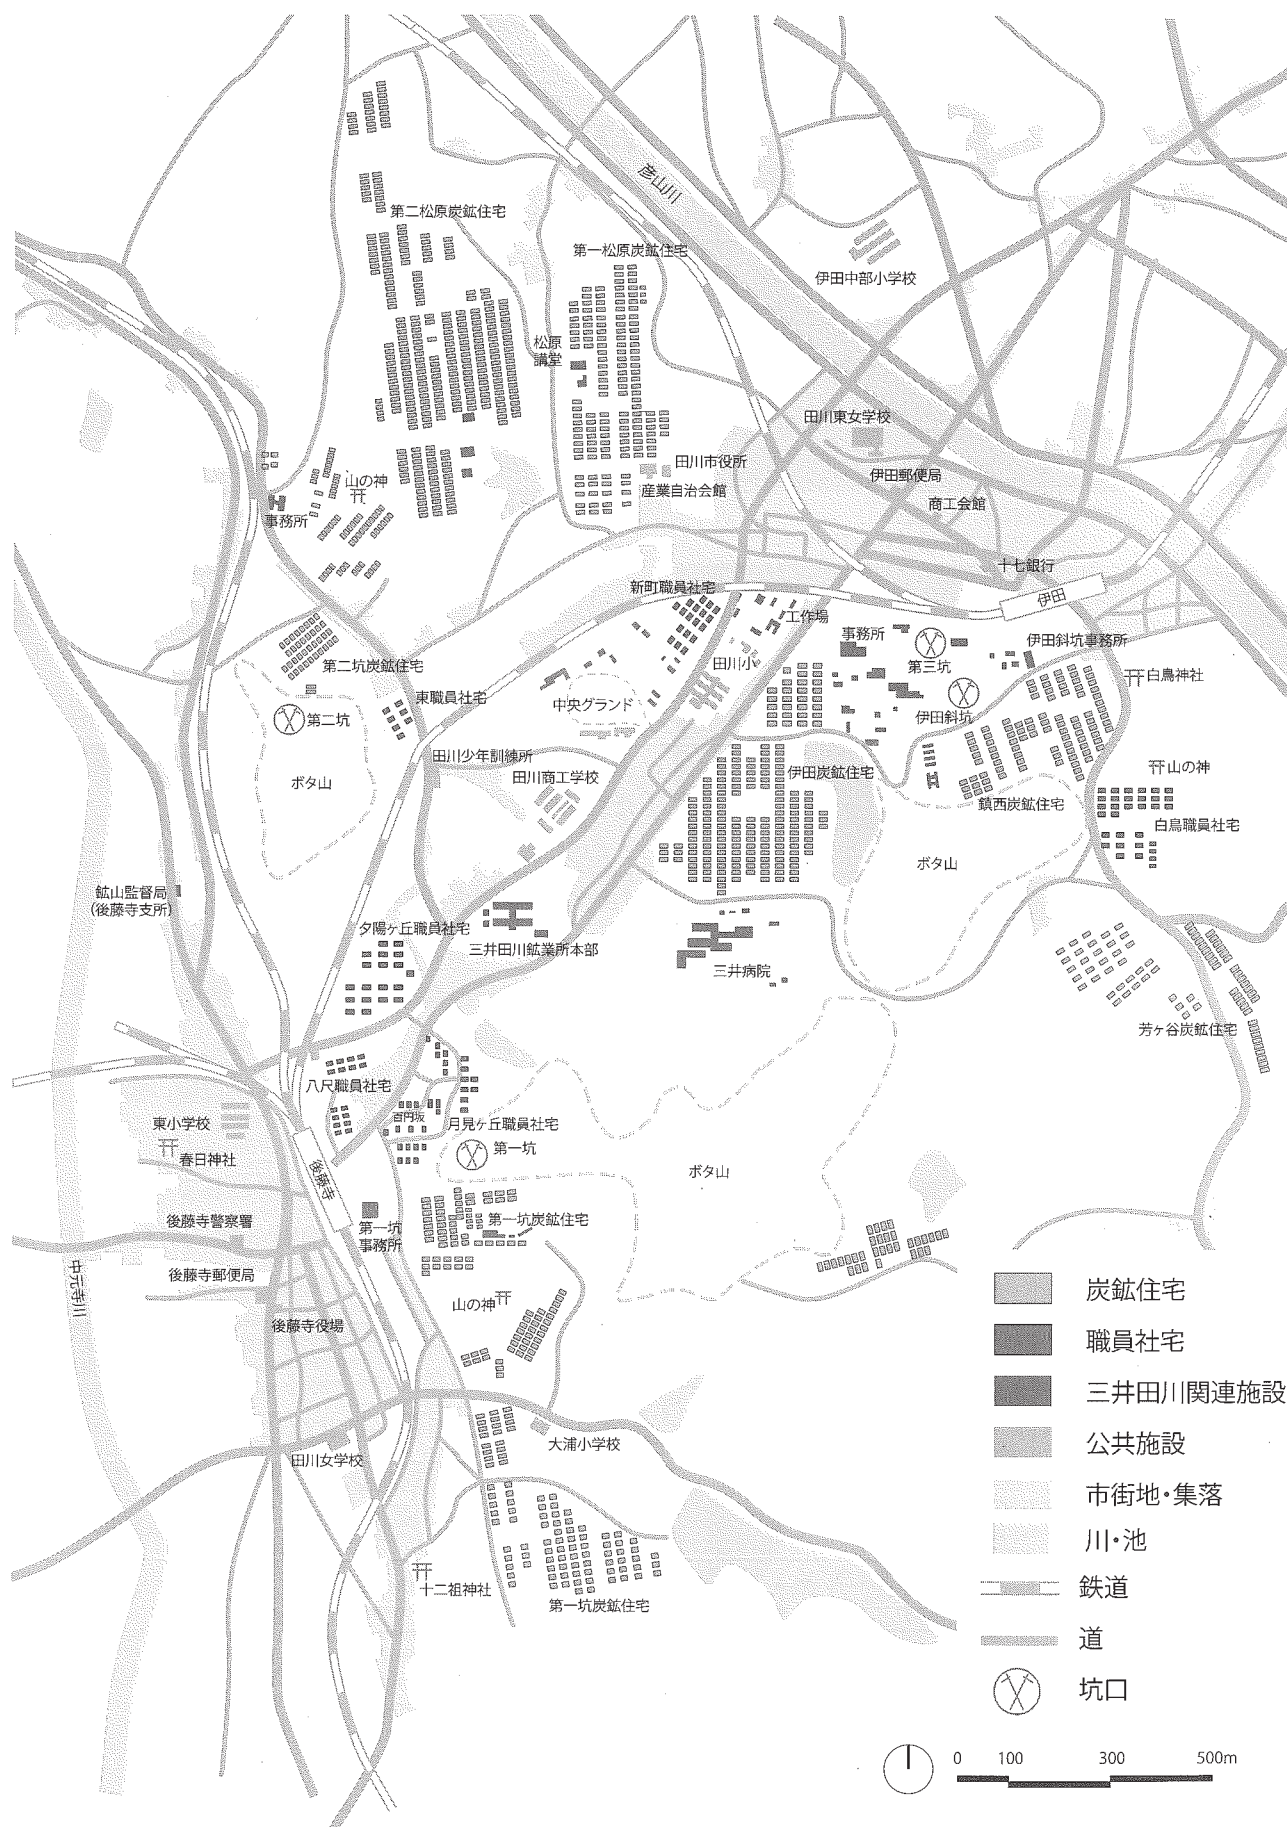 彦山川
第二松原炭鉱住宅
第一松原炭鉱住宅
伊田中部小学校
松原
講堂
田川東女学校
田川市役所
伊田郵便局
産業自治会館
商工会館
山の神
事務所
十七銀行
新町職員社宅
伊田
工作場
事務所
伊田斜坑事務所
第二坑炭鉱住宅
田川小
第三坑
白鳥神社
東職員社宅
中央グランド
伊田斜坑
第二坑
田川少年訓練所
田川商工学校
伊田炭鉱住宅
山の神
ボタ山
鎮西炭鉱住宅
白鳥職員社宅
ボタ山
鉱山監督局
(後藤寺支所)
夕陽ヶ丘職員社宅
三井田川鉱業所本部
三井病院
芳ヶ谷炭鉱住宅
八尺職員社宅
百円坂
月見ヶ丘職員社宅
東小学校
第一坑
春日神社
後藤寺
ボタ山
後藤寺警察署
第一坑
事務所
第一坑炭鉱住宅
後藤寺郵便局
中元寺川
山の神
後藤寺役場
田川女学校
大浦小学校
十二祖神社
第一坑炭鉱住宅
炭鉱住宅
職員社宅
三井田川関連施設
公共施設
市街地・集落
川・池
鉄道
道
坑口
0 100 300 500m